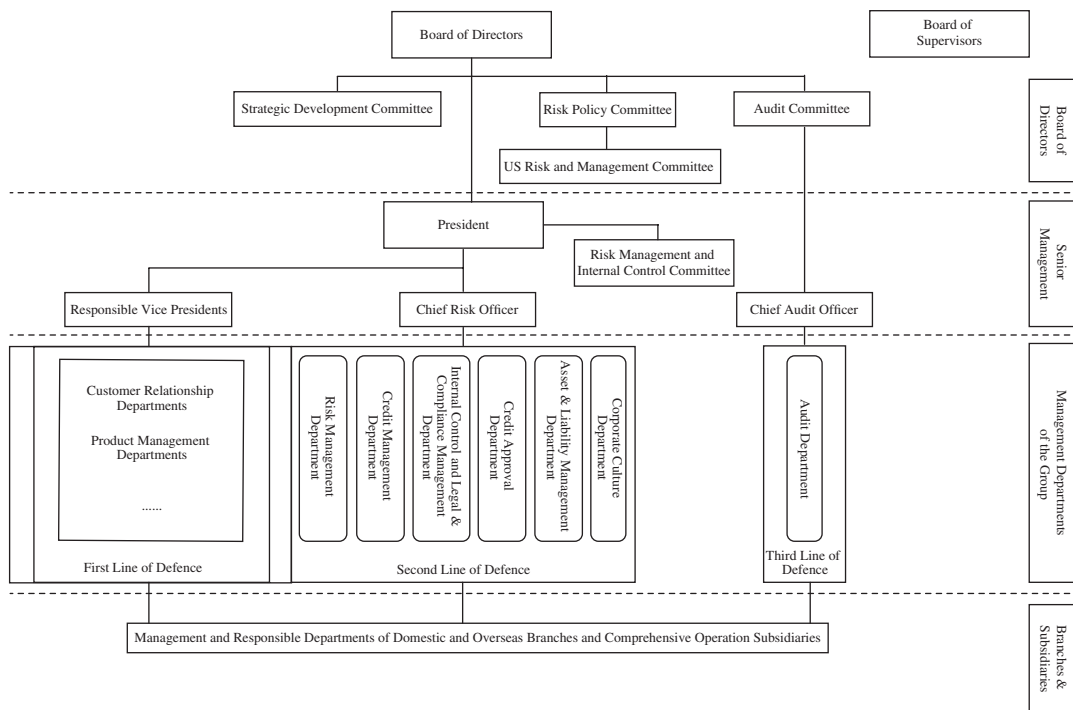 Board of Directors
Board of
Supervisors
Strategic Development Committee
Risk Policy Committee
Audit Committee
US Risk and Management Committee
Board of
Directors
President
Risk Management and
Internal Control Committee
Senior
Management
Responsible Vice Presidents
Chief Risk Officer
Chief Audit Officer
Customer Relationship
Departments
Product Management
Departments
......
First Line of Defence
Risk Management
Department
Credit Management
Department
Internal Control and Legal &
Compliance Management
Department
Credit Approval
Department
Asset & Liability Management
Department
Corporate Culture
Department
Second Line of Defence
Audit Department
Third Line of
Defence
Management Departments
of the Group
Management and Responsible Departments of Domestic and Overseas Branches and Comprehensive Operation Subsidiaries
Branches &
Subsidiaries